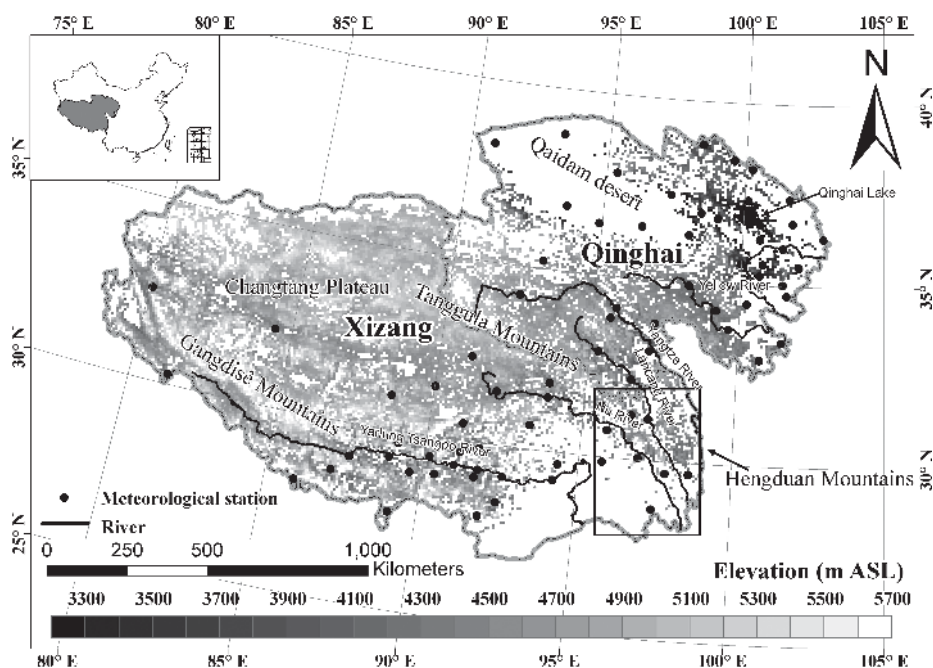 75° E 80° E 85° E 90° E 95° E 100° E 105° E
N
40° N
35° N
Qaidam desert
Qinghai Lake
Qinghai
Yellow River
Changtang Plateau
Tanggula Mountains
Xizang
35° N
30° N
Gangdisê Mountains
Yangtze River
Lancang River
Nu River
Yarlung Tsangpo River
30° N
Hengduan Mountains
Meteorological station
River
25° N
0 250 500 1,000
Kilometers
Elevation (m ASL)
3300 3500 3700 3900 4100 4300 4500 4700 4900 5100 5500 5700
80° E 85° E 90° E 95° E 100° E 105° E